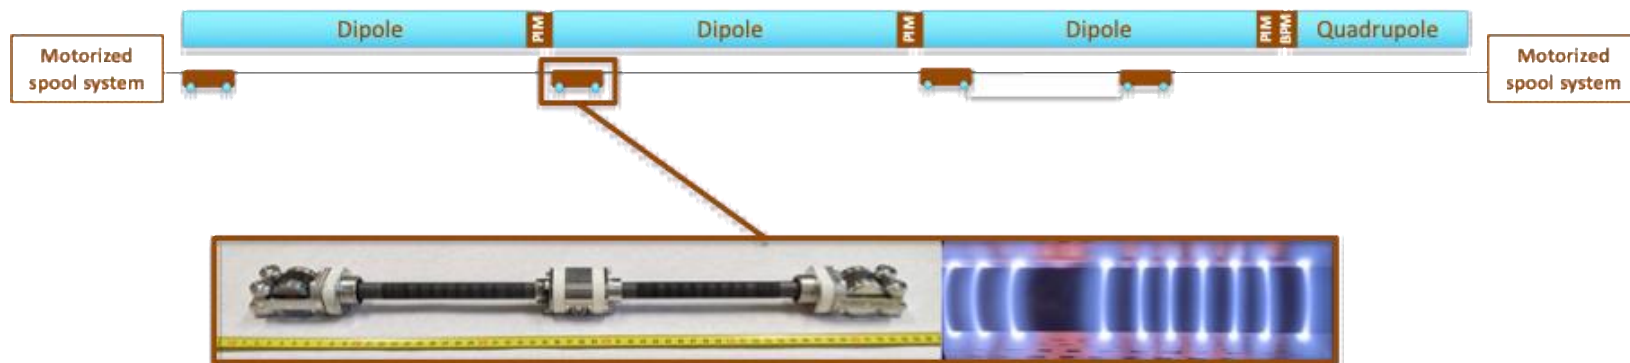 Dipole
PIM
Dipole
PIM
Dipole
PIM
BPM
Quadrupole
Motorized
spool system
Motorized
spool system